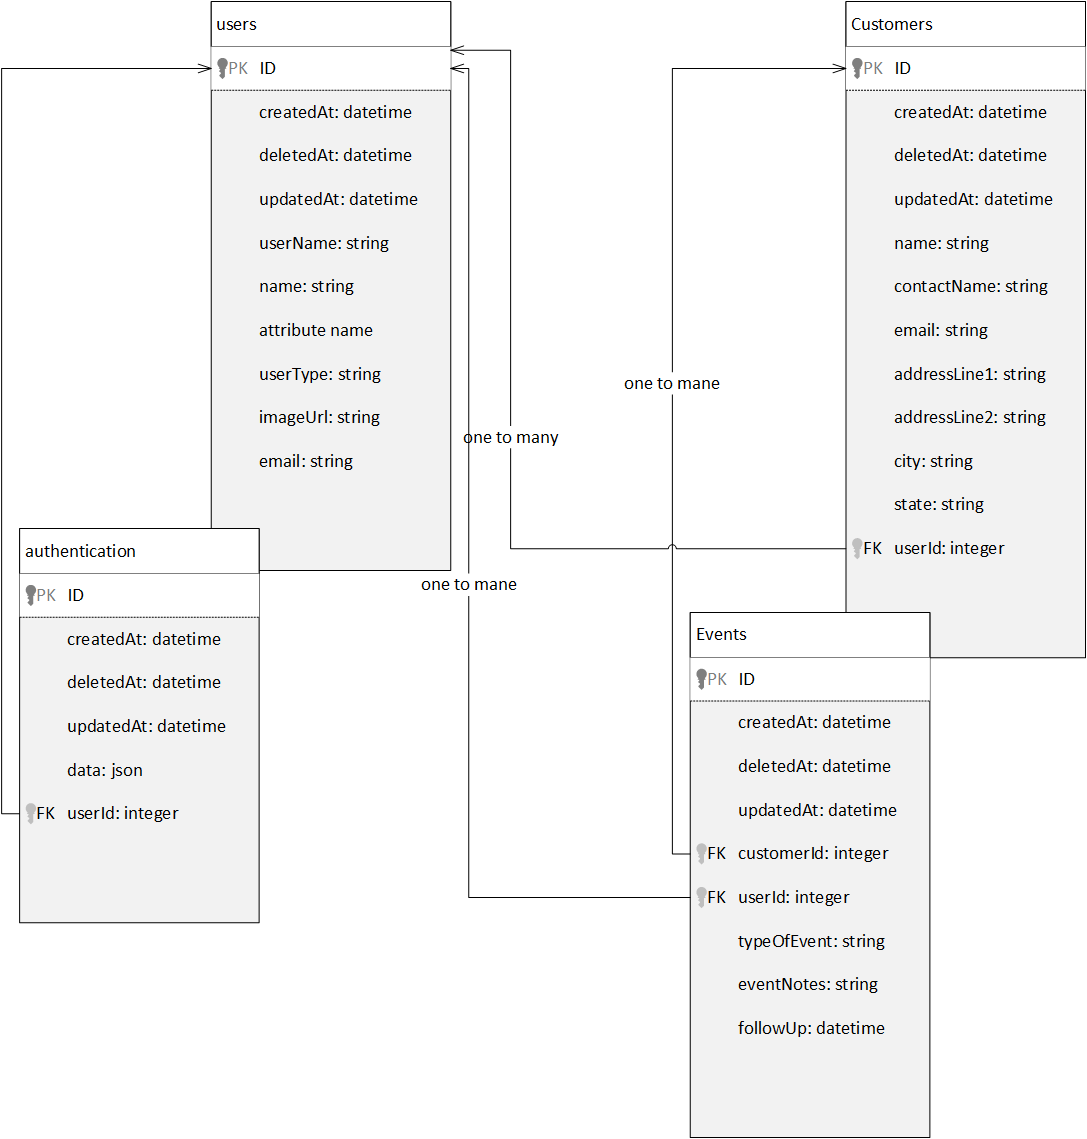 users
PK ID
createdAt: datetime
deletedAt: datetime
updatedAt: datetime
userName: string
name: string
attribute name
userType: string
imageUrl: string
email: string
Customers
PK ID
createdAt: datetime
deletedAt: datetime
updatedAt: datetime
name: string
contactName: string
email: string
addressLine1: string
addressLine2: string
city: string
state: string
FK userId: integer
one to mane
one to many
one to mane
authentication
PK ID
createdAt: datetime
deletedAt: datetime
updatedAt: datetime
data: json
FK userId: integer
Events
PK ID
createdAt: datetime
deletedAt: datetime
updatedAt: datetime
FK customerId: integer
FK userId: integer
typeOfEvent: string
eventNotes: string
followUp: datetime